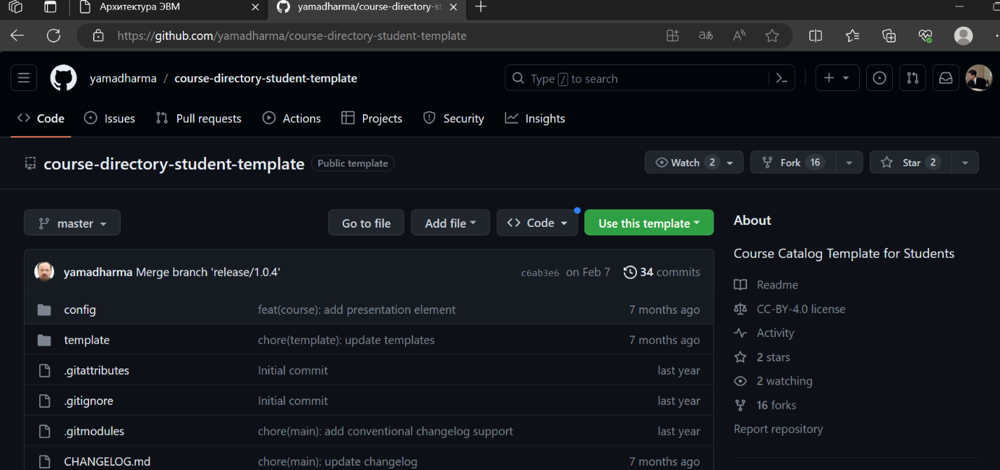 Архитектура ЭВМ
yamadharma/course-directory-st
https://github.com/yamadharma/course-directory-student-template
yamadharma / course-directory-student-template
Type / to search
Code Issues Pull requests Actions Projects Security Insights
course-directory-student-template Public template
Watch 2 Fork 16 Star 2
master Go to file Add file Code Use this template
yamadharma Merge branch 'release/1.0.4' c6ab3e6 on Feb 7 34 commits
config feat(course): add presentation element 7 months ago
template chore(template): update templates 7 months ago
.gitattributes Initial commit last year
.gitignore Initial commit last year
.gitmodules chore(main): add conventional changelog support last year
CHANGELOG.md chore(main): update changelog 7 months ago
About
Course Catalog Template for Students
Readme
CC-BY-4.0 license
Activity
2 stars
2 watching
16 forks
Report repository